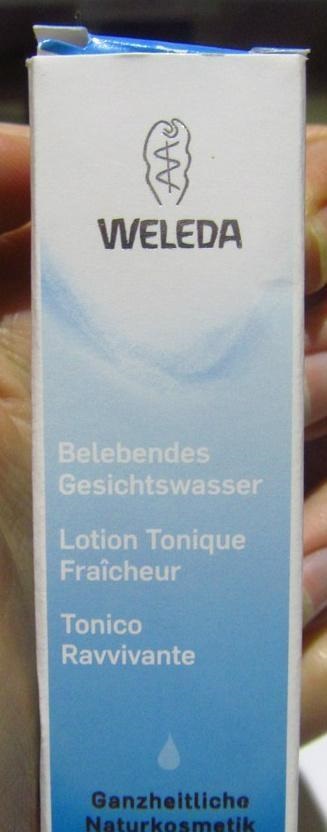 WELEDA
Belebendes
Gesichtswasser
Lotion Tonique
Fraîcheur
Tonico
Ravvivante
Ganzheitliche
Naturkosmetik